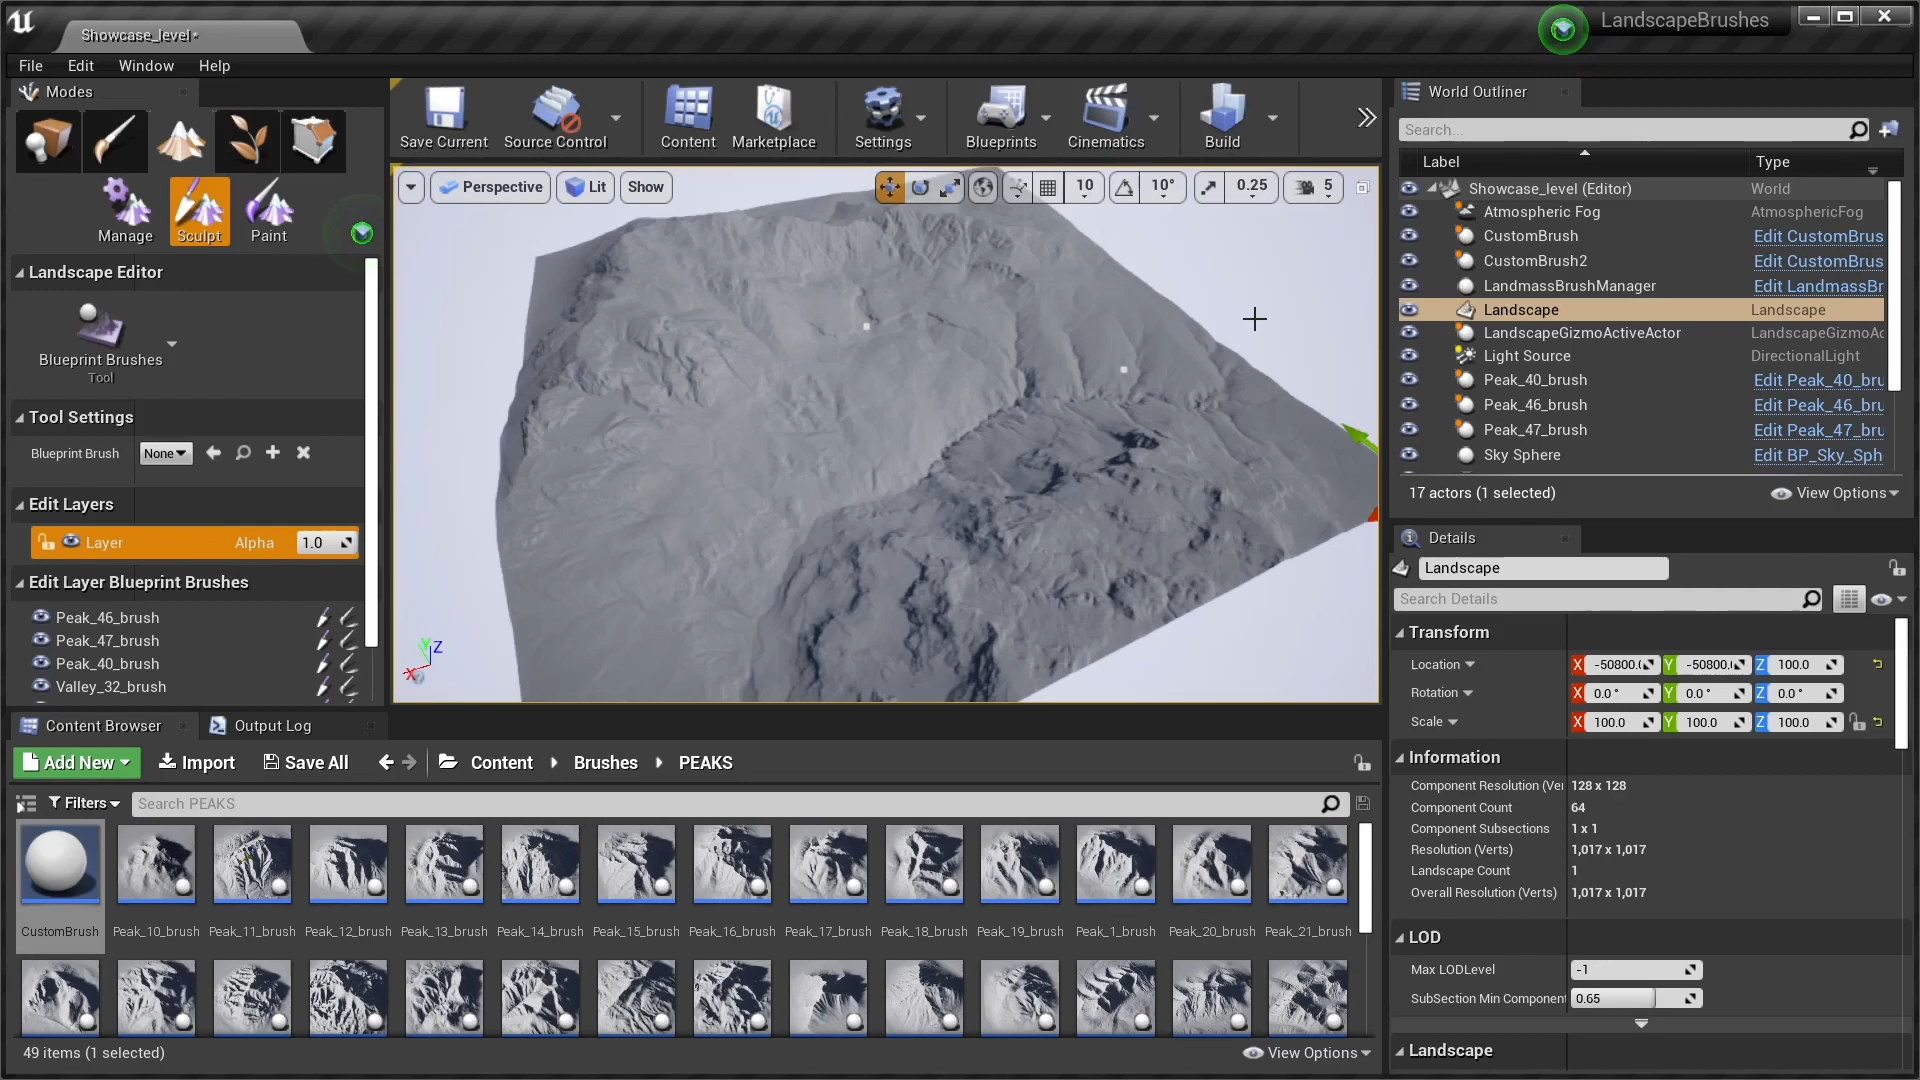 Showcase_level*
LandscapeBrushes
File Edit Window Help
Modes
Manage Sculpt Paint
Landscape Editor
Blueprint Brushes
Tool
Tool Settings
Blueprint Brush None
Edit Layers
Layer Alpha 1.0
Edit Layer Blueprint Brushes
Peak_46_brush
Peak_47_brush
Peak_40_brush
Valley_32_brush
Save Current Source Control Content Marketplace Settings Blueprints Cinematics Build
Perspective Lit Show 10 10° 0.25 5
Z
Y
X
World Outliner
Search...
Label Type
Showcase_level (Editor) World
Atmospheric Fog AtmosphericFog
CustomBrush Edit CustomBrus
CustomBrush2 Edit CustomBrus
LandmassBrushManager Edit LandmassBr
Landscape Landscape
LandscapeGizmoActiveActor LandscapeGizmoAc
Light Source DirectionalLight
Peak_40_brush Edit Peak_40_bru
Peak_46_brush Edit Peak_46_bru
Peak_47_brush Edit Peak_47_bru
Sky Sphere Edit BP_Sky_Sph
17 actors (1 selected) View Options
Details
Landscape
Search Details
Transform
Location X -50800.0 Y -50800.0 Z 100.0
Rotation X 0.0° Y 0.0° Z 0.0°
Scale X 100.0 Y 100.0 Z 100.0
Information
Component Resolution (Ver 128 x 128
Component Count 64
Component Subsections 1 x 1
Resolution (Verts) 1,017 x 1,017
Landscape Count 1
Overall Resolution (Verts) 1,017 x 1,017
LOD
Max LODLevel -1
SubSection Min Component 0.65
Landscape
Content Browser Output Log
Add New Import Save All Content Brushes PEAKS
Filters Search PEAKS
CustomBrush Peak_10_brush Peak_11_brush Peak_12_brush Peak_13_brush Peak_14_brush Peak_15_brush Peak_16_brush Peak_17_brush Peak_18_brush Peak_19_brush Peak_1_brush Peak_20_brush Peak_21_brush
49 items (1 selected) View Options